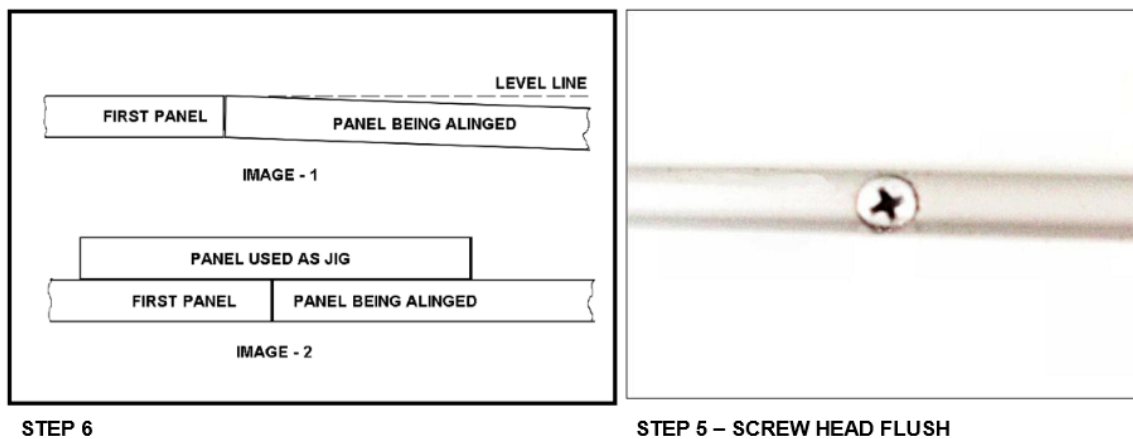 LEVEL LINE
FIRST PANEL
PANEL BEING ALINGED
IMAGE - 1
PANEL USED AS JIG
FIRST PANEL
PANEL BEING ALINGED
IMAGE - 2
STEP 6
STEP 5 – SCREW HEAD FLUSH